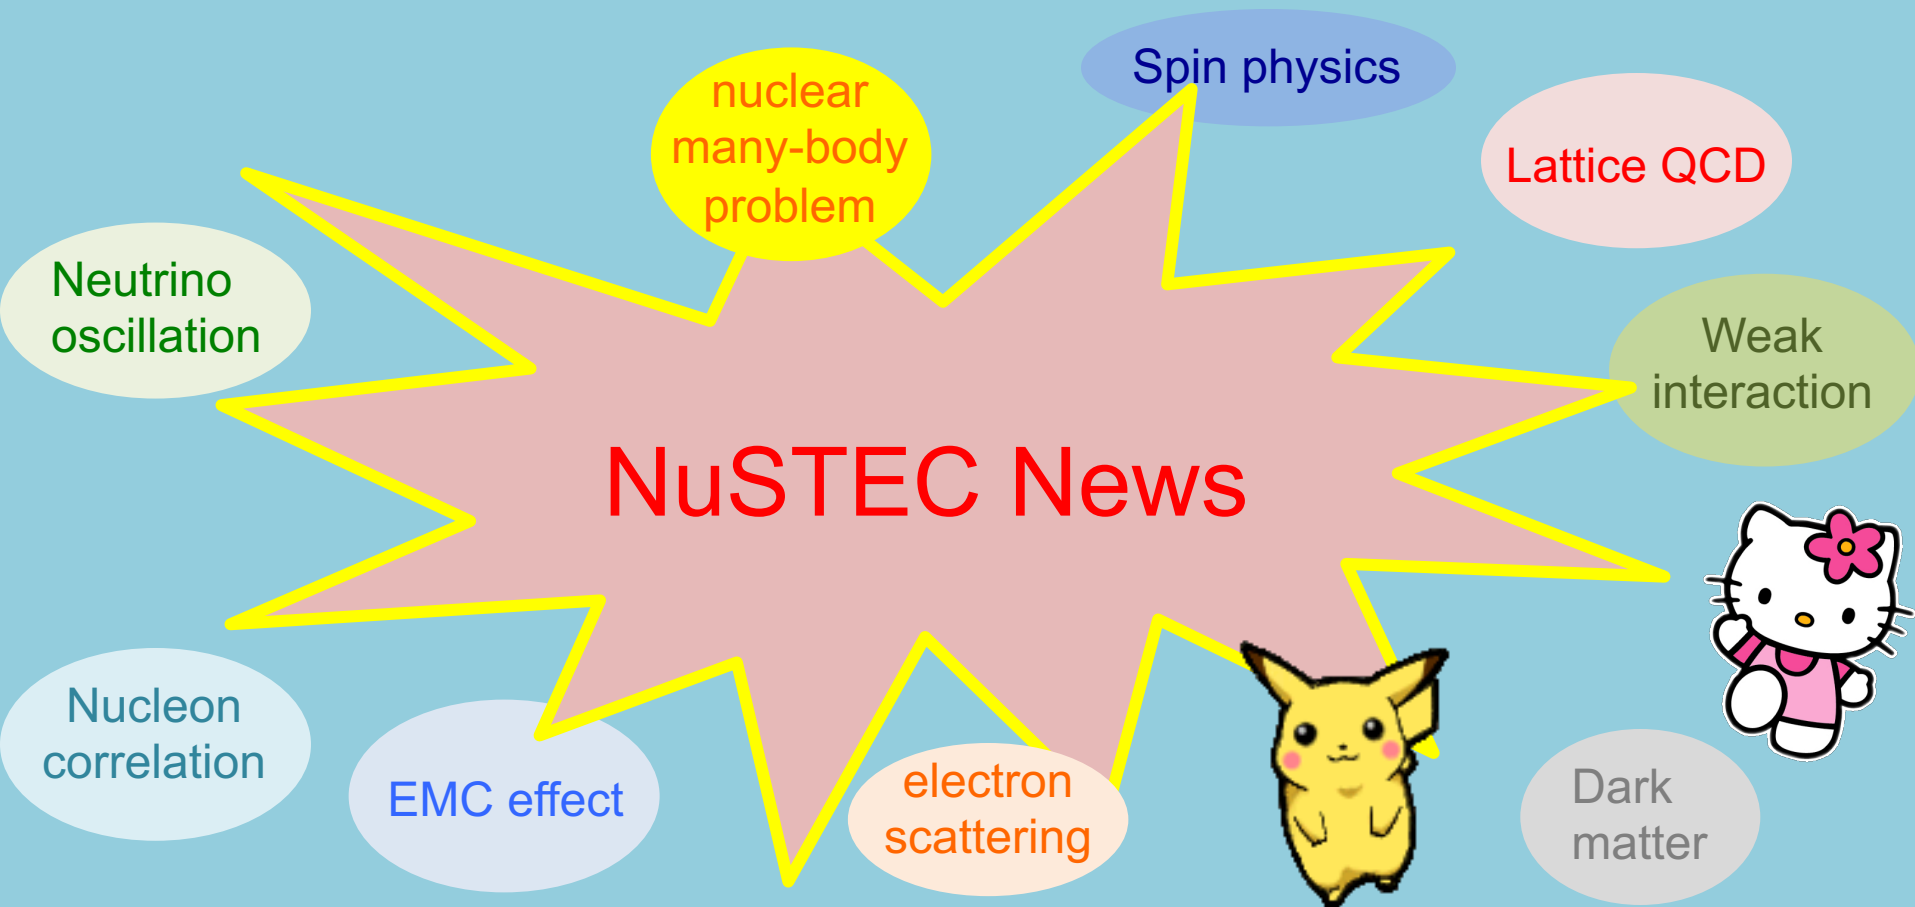 Spin physics
nuclear
many-body
problem
Lattice QCD
Neutrino
oscillation
Weak
interaction
NuSTEC News
Nucleon
correlation
EMC effect
electron
scattering
Dark
matter